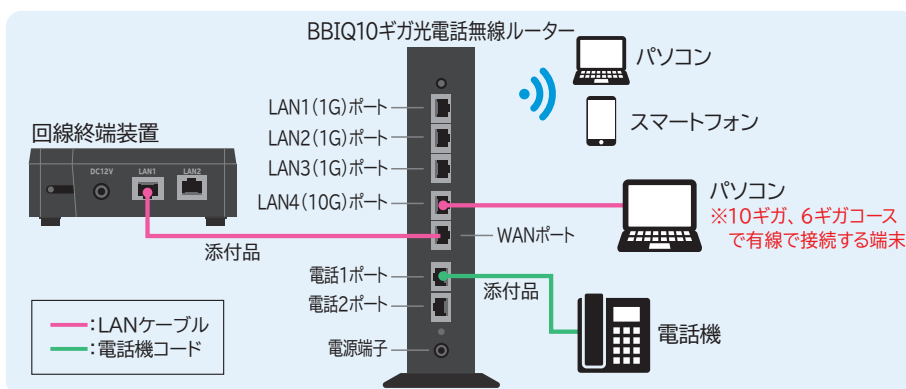 BBIQ10ギガ光電話無線ルーター
パソコン
スマートフォン
LAN1(1G)ポート
LAN2(1G)ポート
LAN3(1G)ポート
LAN4(10G)ポート
回線終端装置
DC12V
LAN1
LAN2
添付品
WANポート
パソコン
※10ギガ、6ギガコース
で有線で接続する端末
電話1ポート
電話2ポート
添付品
電話機
電源端子
:LANケーブル
:電話機コード